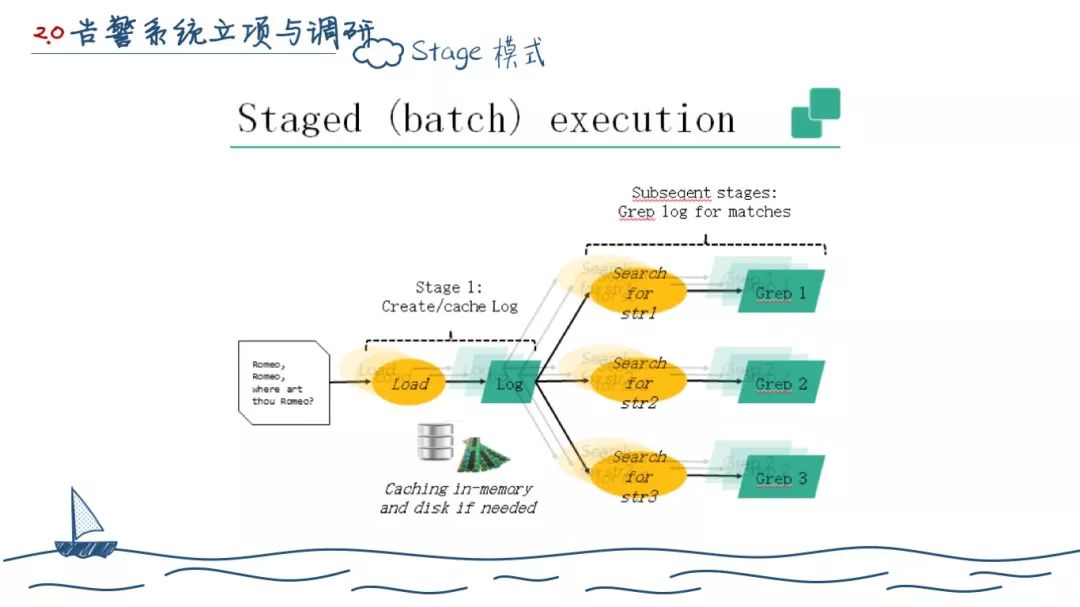 2.0 告警系统立项与调研
Stage 模式
Staged (batch) execution
Subseqent stages:
Grep log for matches
Stage 1:
Create/cache Log
Romeo,
Romeo,
where art
thou Romeo?
Load
Log
Search
for
str1
Grep 1
Search
for
str2
Grep 2
Search
for
str3
Grep 3
Caching in-memory
and disk if needed